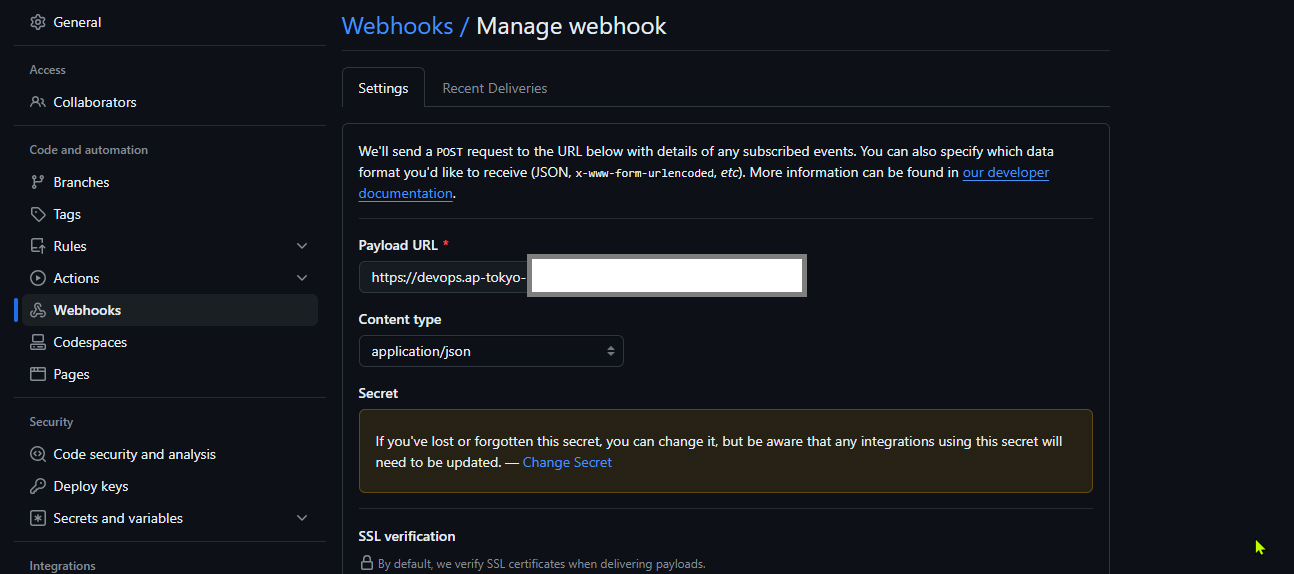 General
Access
Collaborators
Code and automation
Branches
Tags
Rules
Actions
Webhooks
Codespaces
Pages
Security
Code security and analysis
Deploy keys
Secrets and variables
Integrations
Webhooks / Manage webhook
Settings
Recent Deliveries
We'll send a POST request to the URL below with details of any subscribed events. You can also specify which data
format you'd like to receive (JSON, x-www-form-urlencoded, etc). More information can be found in our developer
documentation.
Payload URL *
https://devops.ap-tokyo-
Content type
application/json
Secret
If you've lost or forgotten this secret, you can change it, but be aware that any integrations using this secret will
need to be updated. — Change Secret
SSL verification
By default, we verify SSL certificates when delivering payloads.